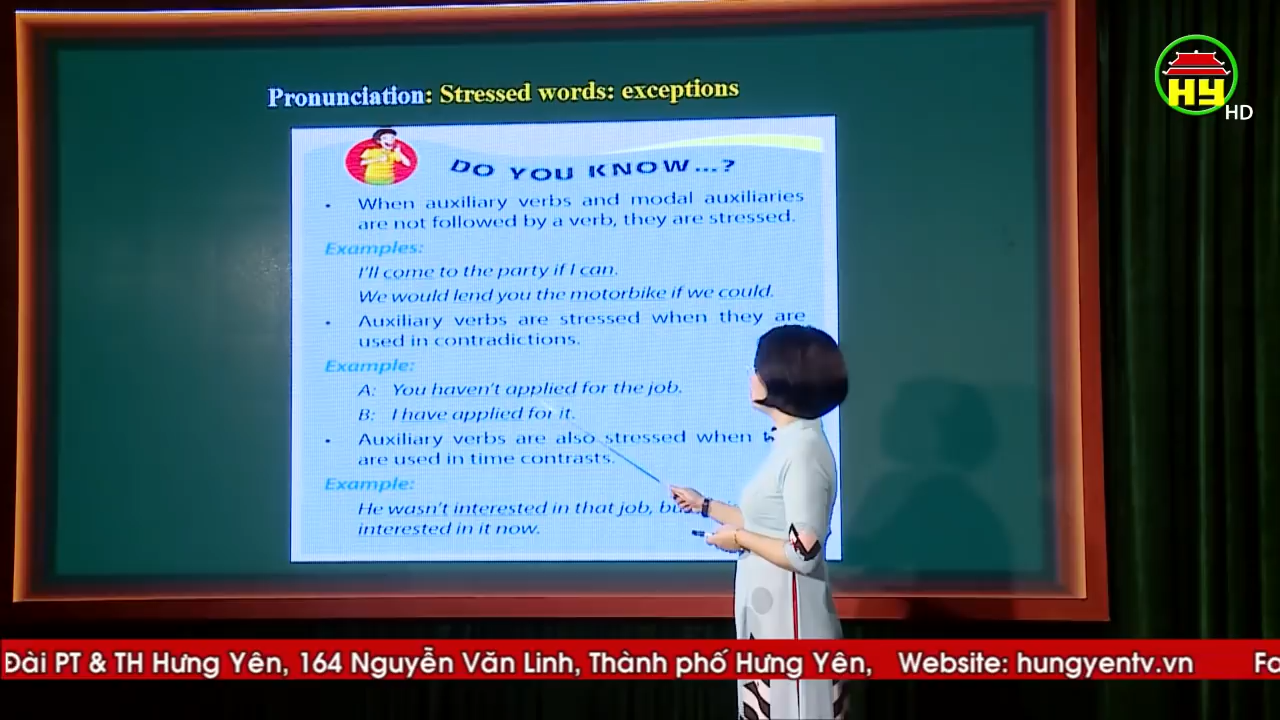 Pronunciation: Stressed words: exceptions
HY
HD
DO YOU KNOW...?
• When auxiliary verbs and modal auxiliaries
are not followed by a verb, they are stressed.
Examples:
I'll come to the party if I can.
We would lend you the motorbike if we could.
• Auxiliary verbs are stressed when they are
used in contradictions.
Example:
A: You haven't applied for the job.
B: I have applied for it.
• Auxiliary verbs are also stressed when
are used in time contrasts.
Example:
He wasn't interested in that job,
interested in it now.
Đài PT & TH Hưng Yên, 164 Nguyễn Văn Linh, Thành phố Hưng Yên, Website: hungyentv.vn